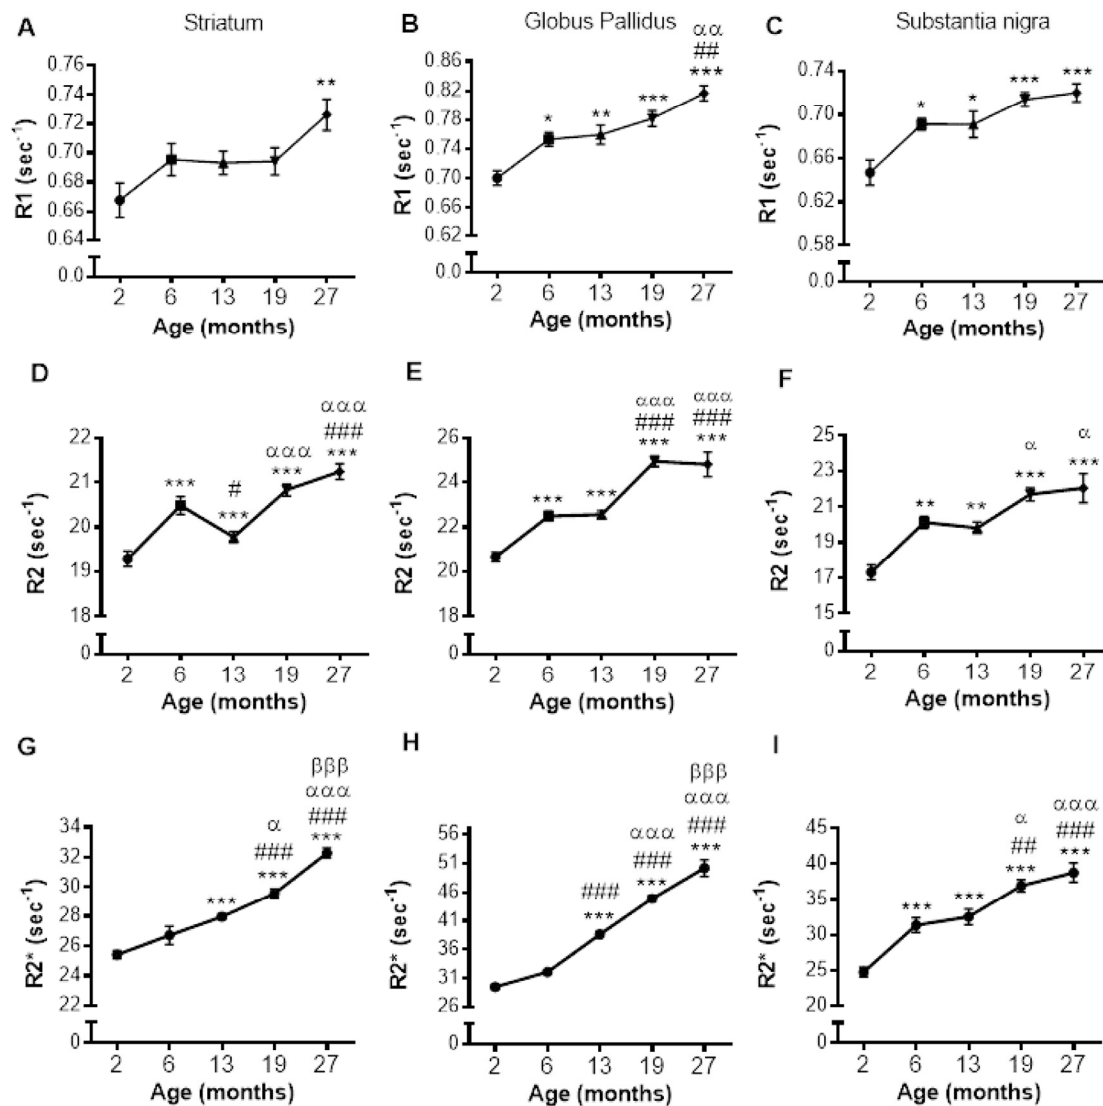 A Striatum
B Globus Pallidus
C Substantia nigra
R1 (sec-1)
0.76
0.74
0.72
0.70
0.68
0.66
0.64
0.0
**
2 6 13 19 27
Age (months)
R1 (sec-1)
0.86
0.82
0.78
0.74
0.70
0.66
0.62
0.0
αα
##
* ** *** ***
2 6 13 19 27
Age (months)
R1 (sec-1)
0.74
0.70
0.66
0.62
0.58
0.0
* * *** ***
2 6 13 19 27
Age (months)
D
R2 (sec-1)
22
21
20
19
18
0
ααα
ααα ###
# ***
*** *** ***
2 6 13 19 27
Age (months)
E
R2 (sec-1)
26
24
22
20
18
0
ααα ααα
### ###
*** *** *** ***
2 6 13 19 27
Age (months)
F
R2 (sec-1)
25
23
21
19
17
15
0
α α
** ** *** ***
2 6 13 19 27
Age (months)
G
R2* (sec-1)
34
32
30
28
26
24
22
0
βββ
ααα
α ###
### ***
*** ***
2 6 13 19 27
Age (months)
H
R2* (sec-1)
56
51
46
41
36
31
26
0
βββ
ααα
ααα ###
### ### ***
*** ***
2 6 13 19 27
Age (months)
I
R2* (sec-1)
45
40
35
30
25
20
0
ααα
α ###
## ***
*** *** ***
2 6 13 19 27
Age (months)